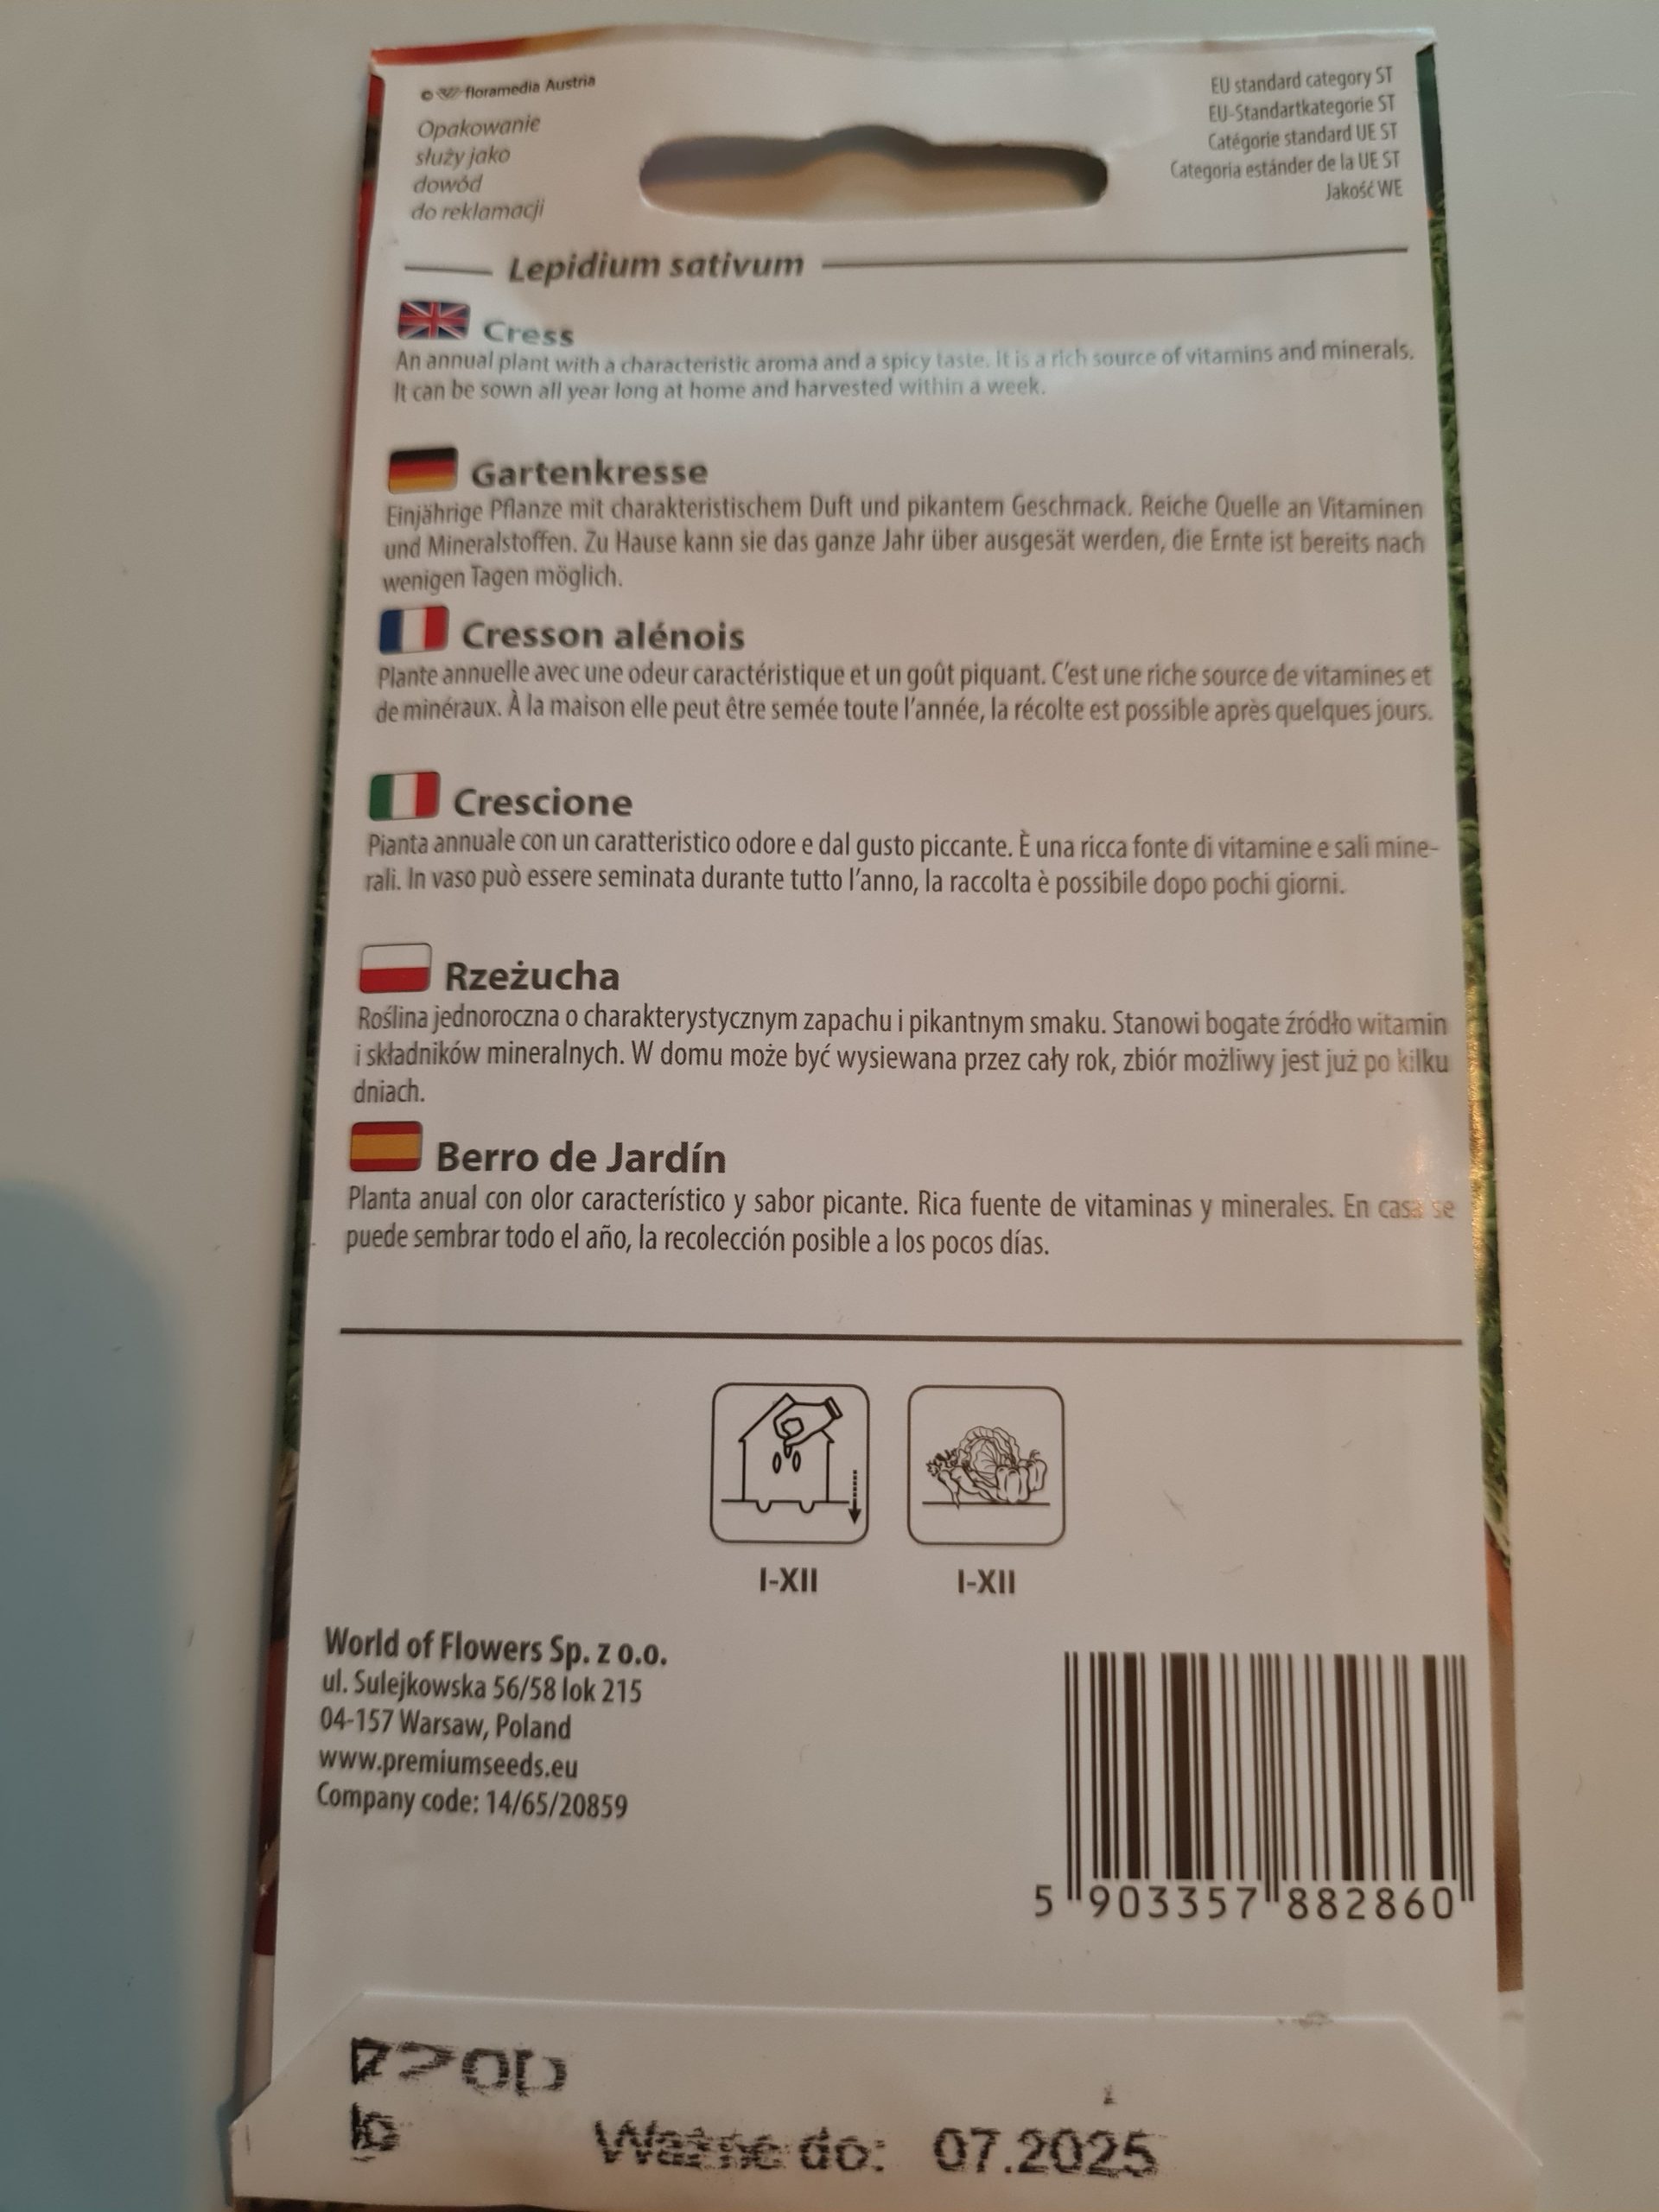 © floramedia Austria
Opakowanie
służy jako
dowód
do reklamacji
EU standard category ST
EU-Standartkategorie ST
Catégorie standard UE ST
Categoria estánder de la UE ST
Jakość WE
Lepidium sativum
Cress
An annual plant with a characteristic aroma and a spicy taste. It is a rich source of vitamins and minerals.
It can be sown all year long at home and harvested within a week.
Gartenkresse
Einjährige Pflanze mit charakteristischem Duft und pikantem Geschmack. Reiche Quelle an Vitaminen
und Mineralstoffen. Zu Hause kann sie das ganze Jahr über ausgesät werden, die Ernte ist bereits nach
wenigen Tagen möglich.
Cresson alénois
Plante annuelle avec une odeur caractéristique et un goût piquant. C'est une riche source de vitamines et
de minéraux. À la maison elle peut être semée toute l'année, la récolte est possible après quelques jours.
Crescione
Pianta annuale con un caratteristico odore e dal gusto piccante. È una ricca fonte di vitamine e sali mine-
rali. In vaso può essere seminata durante tutto l'anno, la raccolta è possibile dopo pochi giorni.
Rzeżucha
Roślina jednoroczna o charakterystycznym zapachu i pikantnym smaku. Stanowi bogate źródło witamin
i składników mineralnych. W domu może być wysiewana przez cały rok, zbiór możliwy jest już po kilku
dniach.
Berro de Jardín
Planta anual con olor característico y sabor picante. Rica fuente de vitaminas y minerales. En casa se
puede sembrar todo el año, la recolección posible a los pocos días.
I-XII
I-XII
World of Flowers Sp. z o.o.
ul. Sulejkowska 56/58 lok 215
04-157 Warsaw, Poland
www.premiumseeds.eu
Company code: 14/65/20859
5 903357 882860
Ważne do: 07.2025